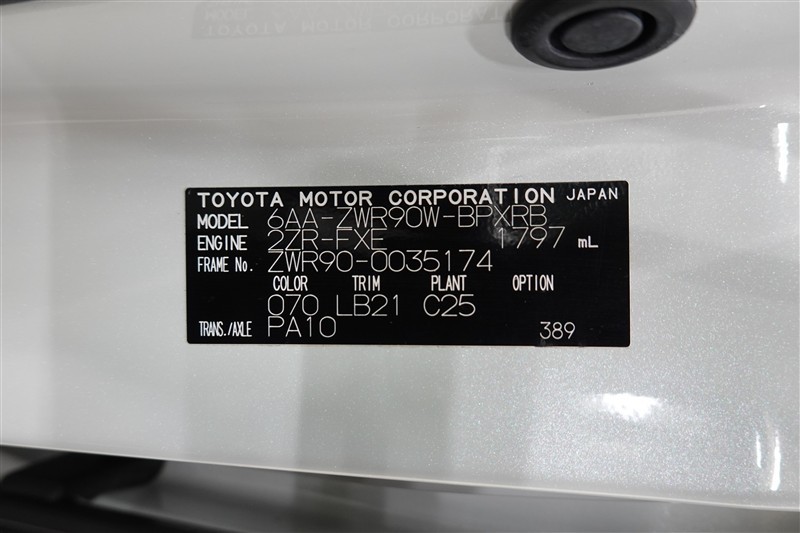 TOYOTA MOTOR CORPORATION JAPAN
MODEL 6AA-ZWR90W-BPXRB
ENGINE 2ZR-FXE 1797 mL
FRAME No. ZWR90-0035174
COLOR TRIM PLANT OPTION
070 LB21 C25
TRANS./AXLE PA10 389